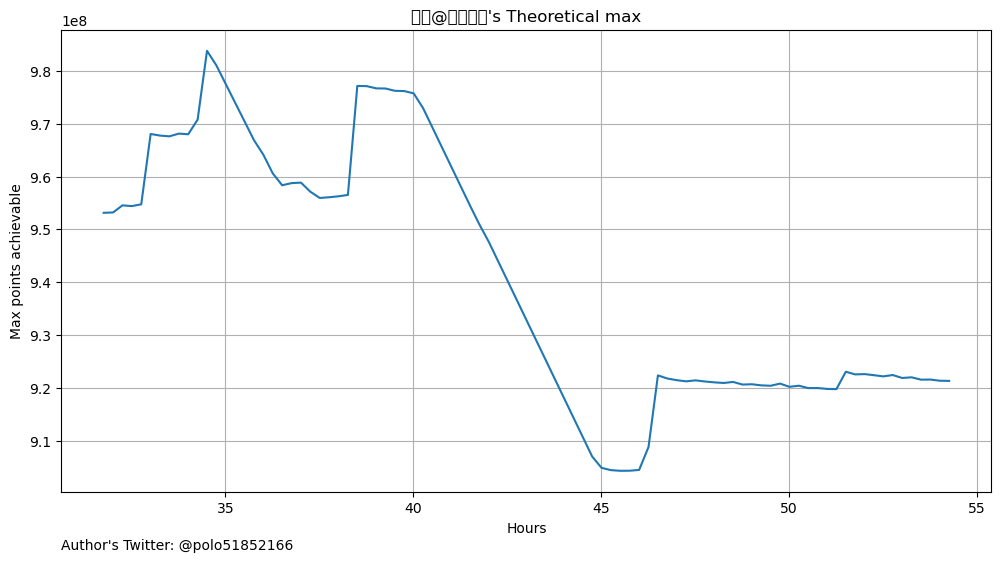 1e8
@'s Theoretical max
Max points achievable
9.8
9.7
9.6
9.5
9.4
9.3
9.2
9.1
35
40
45
50
55
Hours
Author's Twitter: @polo51852166